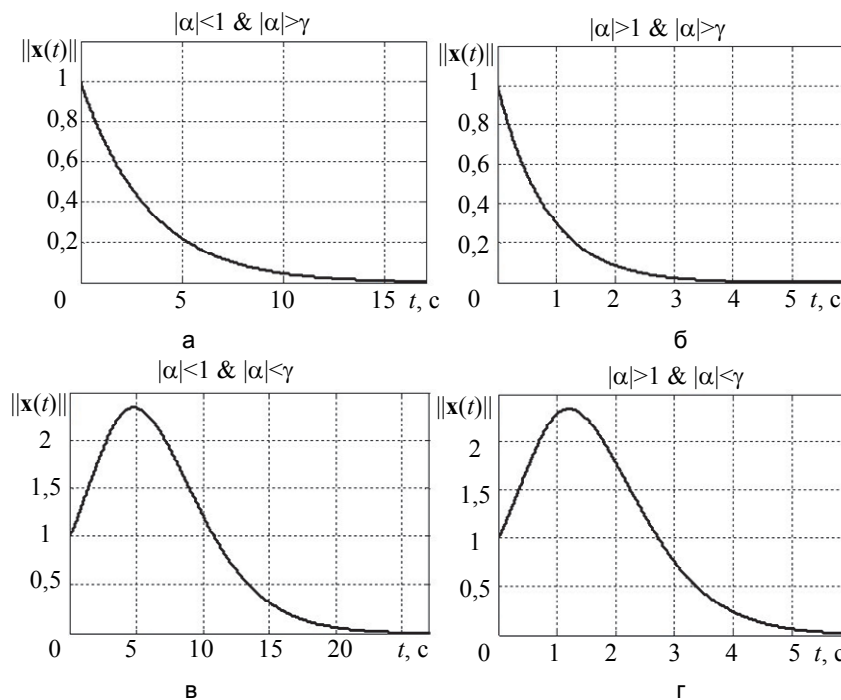 |α|<1 & |α|>γ
||x(t)||
1
0,8
0,6
0,4
0,2
0
5
10
15
t, с
а
|α|>1 & |α|>γ
||x(t)||
1
0,8
0,6
0,4
0,2
0
1
2
3
4
5
t, с
б
|α|<1 & |α|<γ
||x(t)||
2
1,5
1
0,5
0
5
10
15
20
t, с
в
|α|>1 & |α|<γ
||x(t)||
2
1,5
1
0,5
0
1
2
3
4
5
t, с
г